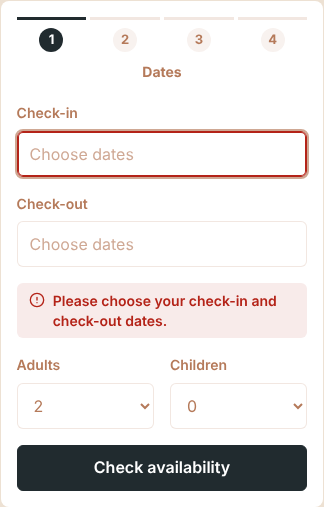 1 2 3 4
Dates
Check-in
Choose dates
Check-out
Choose dates
Please choose your check-in and
check-out dates.
Adults Children
2 0
Check availability